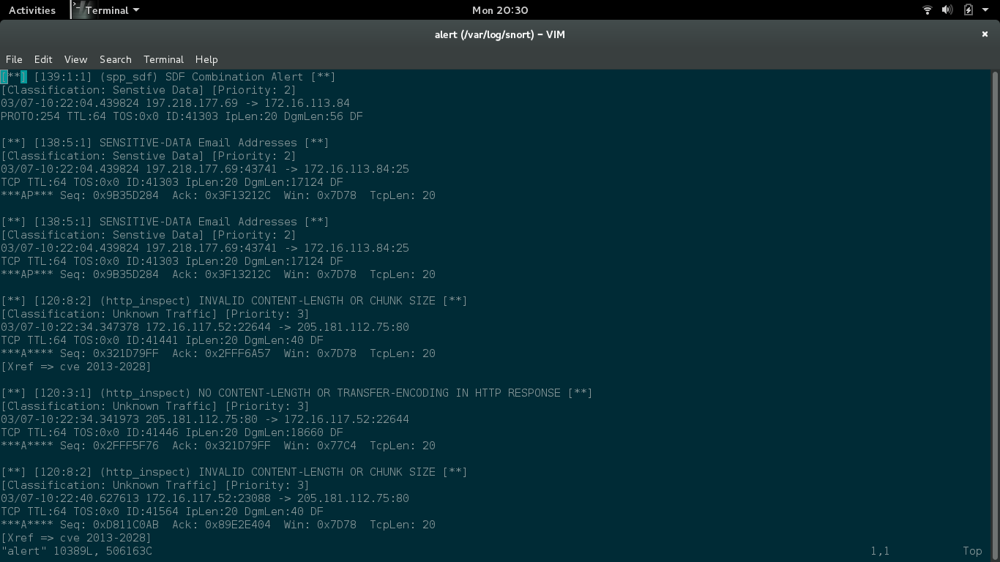 Activities Terminal Mon 20:30
alert (/var/log/snort) – VIM ×
File Edit View Search Terminal Help
[**] [139:1:1] (spp_sdf) SDF Combination Alert [**]
[Classification: Senstive Data] [Priority: 2]
03/07-10:22:04.439824 197.218.177.69 -> 172.16.113.84
PROTO:254 TTL:64 TOS:0x0 ID:41303 IpLen:20 DgmLen:56 DF

[**] [138:5:1] SENSITIVE-DATA Email Addresses [**]
[Classification: Senstive Data] [Priority: 2]
03/07-10:22:04.439824 197.218.177.69:43741 -> 172.16.113.84:25
TCP TTL:64 TOS:0x0 ID:41303 IpLen:20 DgmLen:17124 DF
***AP*** Seq: 0x9B35D284  Ack: 0x3F13212C  Win: 0x7D78  TcpLen: 20

[**] [138:5:1] SENSITIVE-DATA Email Addresses [**]
[Classification: Senstive Data] [Priority: 2]
03/07-10:22:04.439824 197.218.177.69:43741 -> 172.16.113.84:25
TCP TTL:64 TOS:0x0 ID:41303 IpLen:20 DgmLen:17124 DF
***AP*** Seq: 0x9B35D284  Ack: 0x3F13212C  Win: 0x7D78  TcpLen: 20

[**] [120:8:2] (http_inspect) INVALID CONTENT-LENGTH OR CHUNK SIZE [**]
[Classification: Unknown Traffic] [Priority: 3]
03/07-10:22:34.347378 172.16.117.52:22644 -> 205.181.112.75:80
TCP TTL:64 TOS:0x0 ID:41441 IpLen:20 DgmLen:40 DF
***A**** Seq: 0x321D79FF  Ack: 0x2FFF6A57  Win: 0x7D78  TcpLen: 20
[Xref => cve 2013-2028]

[**] [120:3:1] (http_inspect) NO CONTENT-LENGTH OR TRANSFER-ENCODING IN HTTP RESPONSE [**]
[Classification: Unknown Traffic] [Priority: 3]
03/07-10:22:34.341973 205.181.112.75:80 -> 172.16.117.52:22644
TCP TTL:64 TOS:0x0 ID:41446 IpLen:20 DgmLen:18660 DF
***A**** Seq: 0x2FFF5F76  Ack: 0x321D79FF  Win: 0x77C4  TcpLen: 20

[**] [120:8:2] (http_inspect) INVALID CONTENT-LENGTH OR CHUNK SIZE [**]
[Classification: Unknown Traffic] [Priority: 3]
03/07-10:22:40.627613 172.16.117.52:23088 -> 205.181.112.75:80
TCP TTL:64 TOS:0x0 ID:41564 IpLen:20 DgmLen:40 DF
***A**** Seq: 0xD811C0AB  Ack: 0x89E2E404  Win: 0x7D78  TcpLen: 20
[Xref => cve 2013-2028]
"alert" 10389L, 506163C 1,1 Top